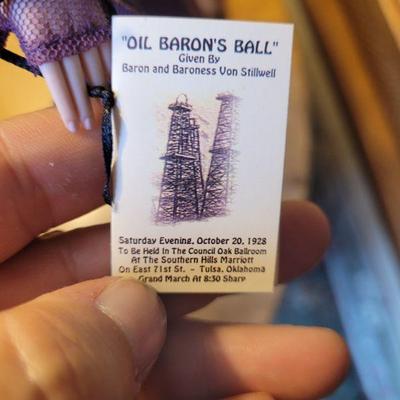 "OIL BARON'S BALL"
Given By
Baron and Baroness Von Stillwell
Saturday Evening, October 20, 1928
To Be Held In The Council Oak Ballroom
At The Southern Hills Marriott
On East 71st St. - Tulsa, Oklahoma
Grand March At 8:30 Sharp